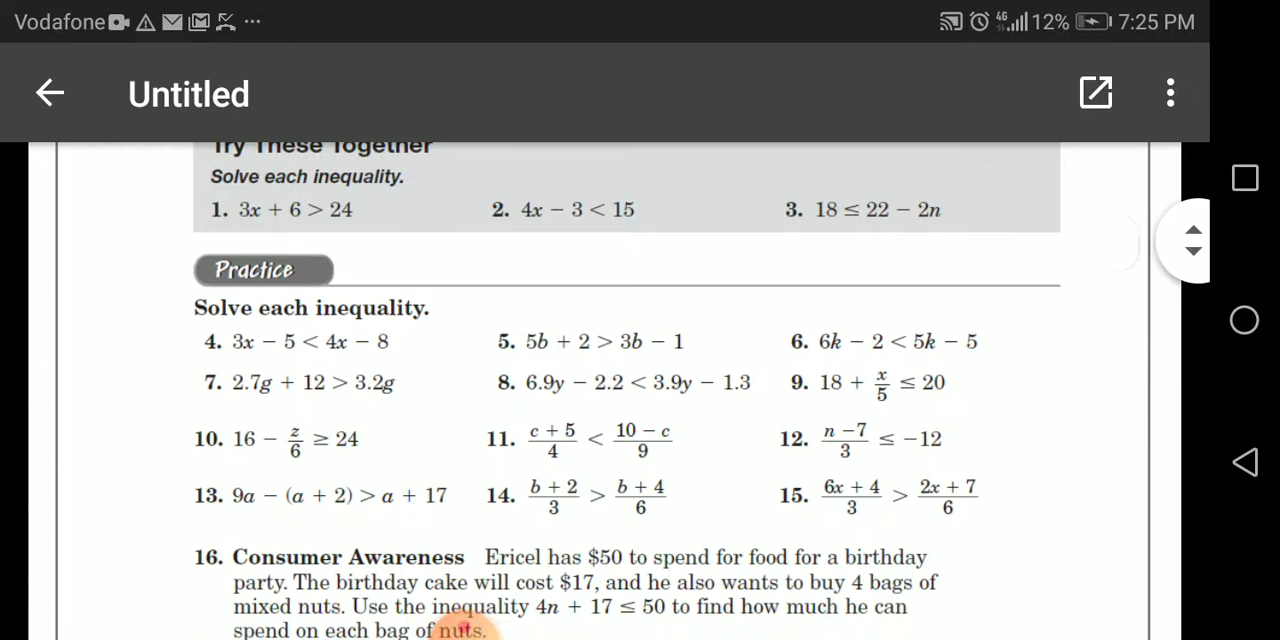 Vodafone ... 4G 12% 7:25 PM
Untitled
Try These Together
Solve each inequality.
1. 3x + 6 > 24 2. 4x − 3 < 15 3. 18 ≤ 22 − 2n
Practice
Solve each inequality.
4. 3x − 5 < 4x − 8 5. 5b + 2 > 3b − 1 6. 6k − 2 < 5k − 5
7. 2.7g + 12 > 3.2g 8. 6.9y − 2.2 < 3.9y − 1.3 9. 18 + x/5 ≤ 20
10. 16 − z/6 ≥ 24 11. c + 5/4 < 10 − c/9 12. n −7/3 ≤ −12
13. 9a − (a + 2) > a + 17 14. b + 2/3 > b + 4/6 15. 6x + 4/3 > 2x + 7/6
16. Consumer Awareness Ericel has $50 to spend for food for a birthday
party. The birthday cake will cost $17, and he also wants to buy 4 bags of
mixed nuts. Use the inequality 4n + 17 ≤ 50 to find how much he can
spend on each bag of nuts.